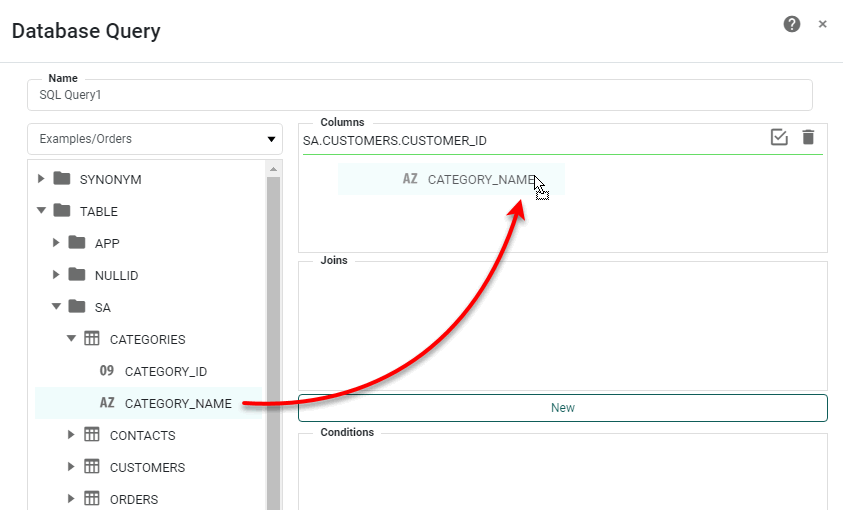 Database Query
Name
SQL Query1
Examples/Orders
SYNONYM
TABLE
APP
NULLID
SA
CATEGORIES
09 CATEGORY_ID
AZ CATEGORY_NAME
CONTACTS
CUSTOMERS
ORDERS
Columns
SA.CUSTOMERS.CUSTOMER_ID
AZ CATEGORY_NAME
Joins
New
Conditions